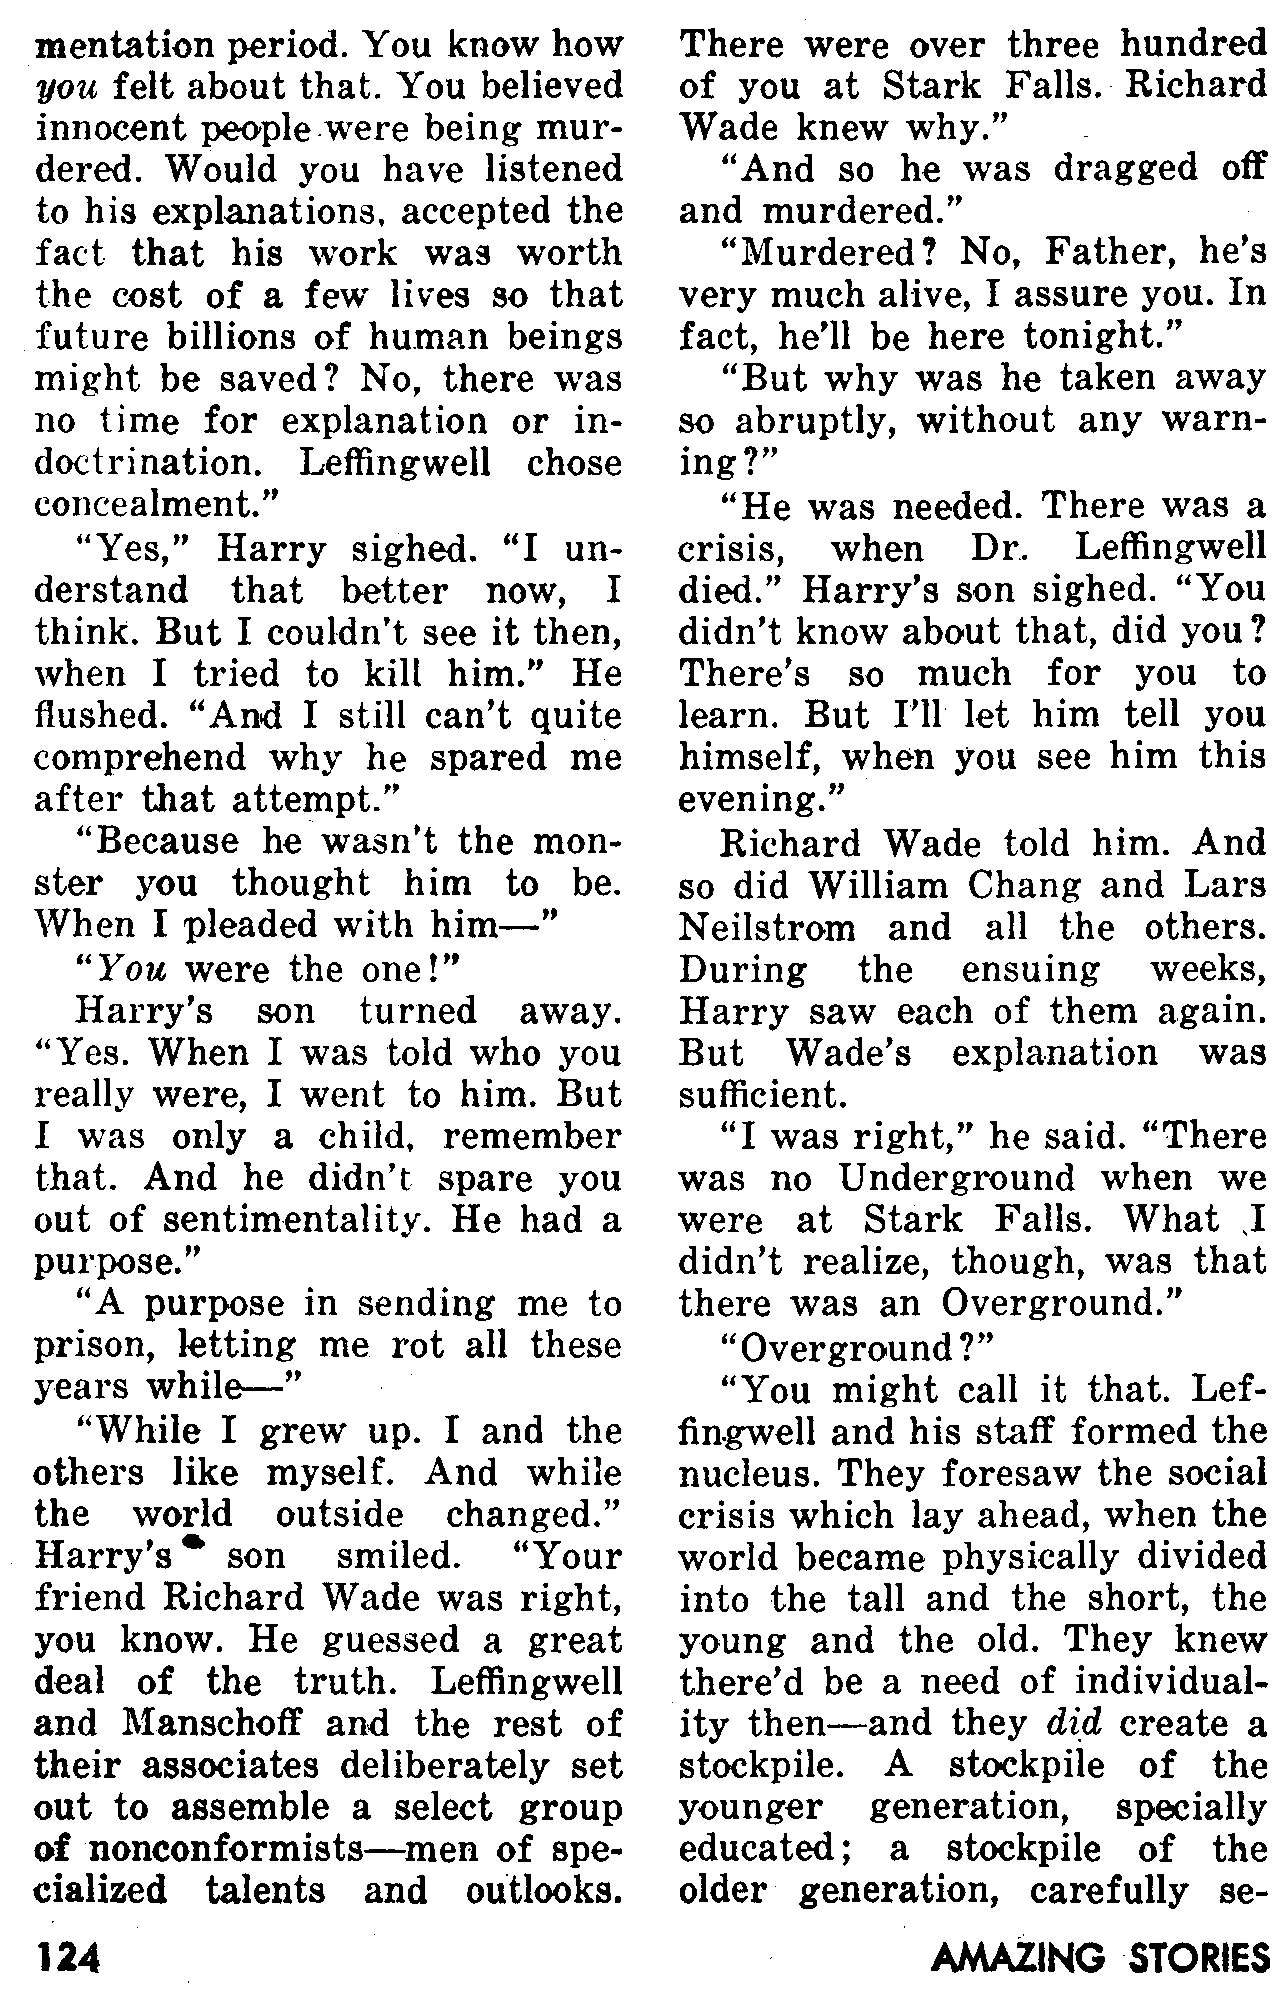 mentation period. You know how
you felt about that. You believed
innocent people were being mur-
dered. Would you have listened
to his explanations, accepted the
fact that his work was worth
the cost of a few lives so that
future billions of human beings
might be saved? No, there was
no time for explanation or in-
doctrination. Leffingwell chose
concealment."
"Yes," Harry sighed. "I un-
derstand that better now, I
think. But I couldn't see it then,
when I tried to kill him." He
flushed. "And I still can't quite
comprehend why he spared me
after that attempt."
"Because he wasn't the mon-
ster you thought him to be.
When I pleaded with him—"
"You were the one!"
Harry's son turned away.
"Yes. When I was told who you
really were, I went to him. But
I was only a child, remember
that. And he didn't spare you
out of sentimentality. He had a
purpose."
"A purpose in sending me to
prison, letting me rot all these
years while—"
"While I grew up. I and the
others like myself. And while
the world outside changed."
Harry's son smiled. "Your
friend Richard Wade was right,
you know. He guessed a great
deal of the truth. Leffingwell
and Manschoff and the rest of
their associates deliberately set
out to assemble a select group
of nonconformists—men of spe-
cialized talents and outlooks.
There were over three hundred
of you at Stark Falls. Richard
Wade knew why."
"And so he was dragged off
and murdered."
"Murdered? No, Father, he's
very much alive, I assure you. In
fact, he'll be here tonight."
"But why was he taken away
so abruptly, without any warn-
ing?"
"He was needed. There was a
crisis, when Dr. Leffingwell
died." Harry's son sighed. "You
didn't know about that, did you?
There's so much for you to
learn. But I'll let him tell you
himself, when you see him this
evening."
Richard Wade told him. And
so did William Chang and Lars
Neilstrom and all the others.
During the ensuing weeks,
Harry saw each of them again.
But Wade's explanation was
sufficient.
"I was right," he said. "There
was no Underground when we
were at Stark Falls. What I
didn't realize, though, was that
there was an Overground."
"Overground?"
"You might call it that. Lef-
fingwell and his staff formed the
nucleus. They foresaw the social
crisis which lay ahead, when the
world became physically divided
into the tall and the short, the
young and the old. They knew
there'd be a need of individual-
ity then—and they did create a
stockpile. A stockpile of the
younger generation, specially
educated; a stockpile of the
older generation, carefully se-
124
AMAZING STORIES